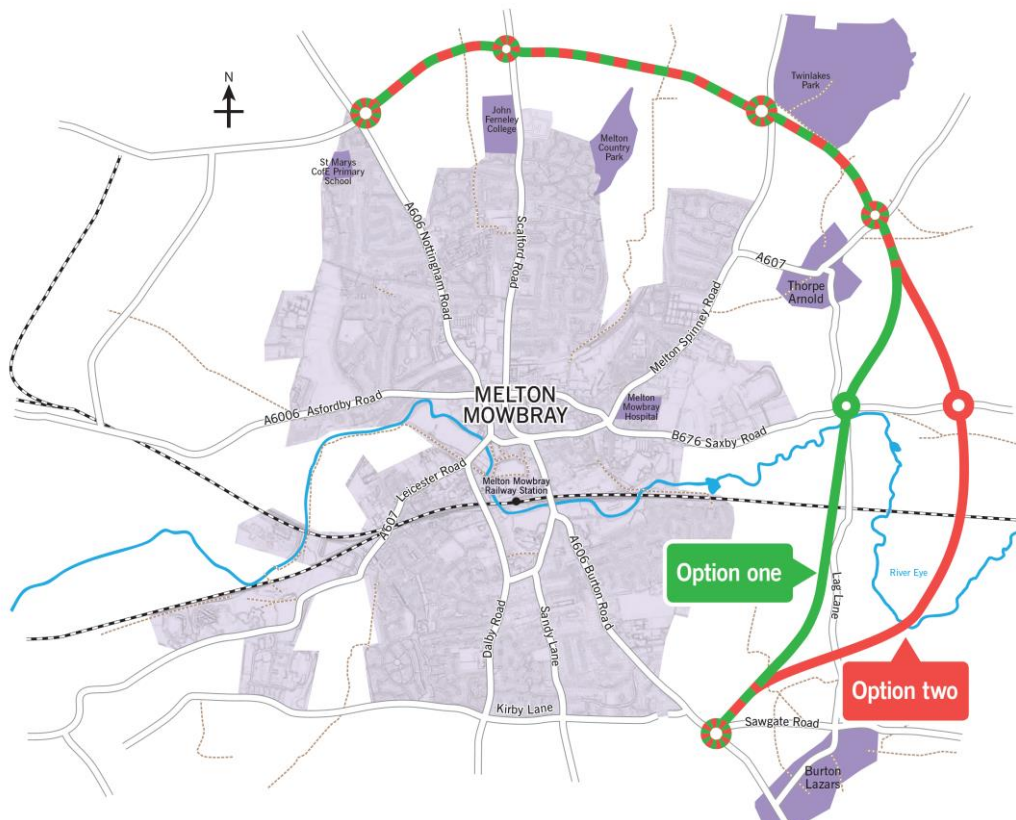 N
Twinlakes
Park
John
Ferneley
College
Melton
Country
Park
St Marys
CofE Primary
School
A606 Nottingham Road
Scalford Road
A607
Thorpe
Arnold
Melton Spinney Road
MELTON
MOWBRAY
A6006 Asfordby Road
Melton
Mowbray
Hospital
B676 Saxby Road
A607 Leicester Road
Melton Mowbray
Railway Station
A606 Burton Road
Option one
River Eye
Lag Lane
Dalby Road
Sandy Lane
Option two
Kirby Lane
Sawgate Road
Burton
Lazars